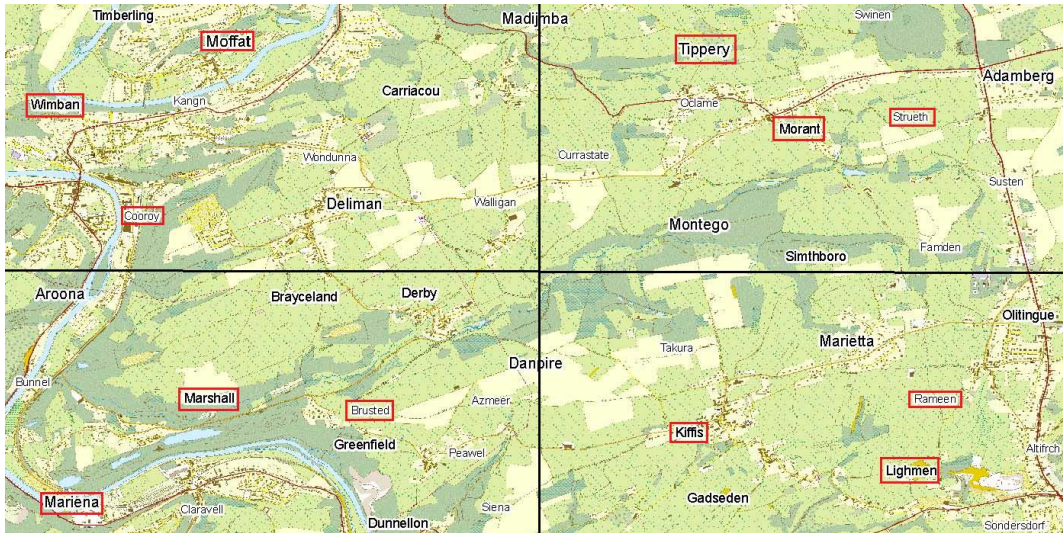 Timberling
Moffat
Madijmba
Swinen
Tippery
Adamberg
Carriacou
Wimban
Kangn
Oclame
Morant
Strueth
Wondunna
Currastate
Susten
Cooroy
Deliman
Walligan
Montego
Famden
Simthboro
Aroona
Brayceland
Derby
Olitingue
Takura
Marietta
Danpire
Bunnel
Marshall
Brusted
Azmeer
Rameen
Kiffis
Greenfield
Peawel
Altifrch
Lighmen
Mariena
Claravell
Siena
Gadseden
Dunnellon
Sondersdorf